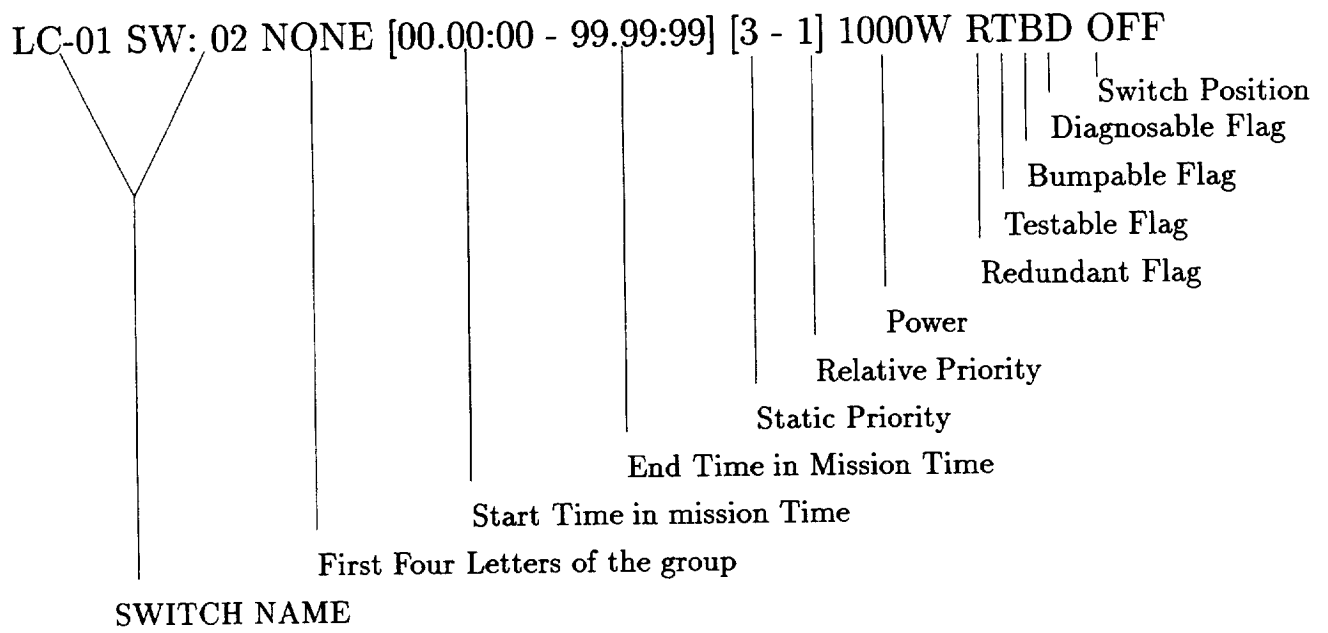 LC-01 SW: 02 NONE [00.00:00 - 99.99:99] [3 - 1] 1000W RTBD OFF
Switch Position
Diagnosable Flag
Bumpable Flag
Testable Flag
Redundant Flag
Power
Relative Priority
Static Priority
End Time in Mission Time
Start Time in mission Time
First Four Letters of the group
SWITCH NAME